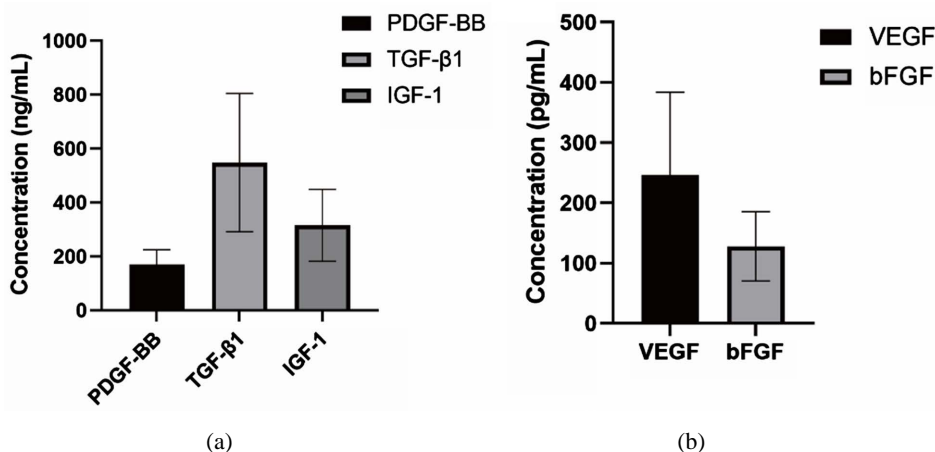 PDGF-BB
TGF-β1
IGF-1
Concentration (ng/mL)
1000
800
600
400
200
0
PDGF-BB
TGF-β1
IGF-1
(a)
VEGF
bFGF
Concentration (pg/mL)
500
400
300
200
100
0
VEGF bFGF
(b)